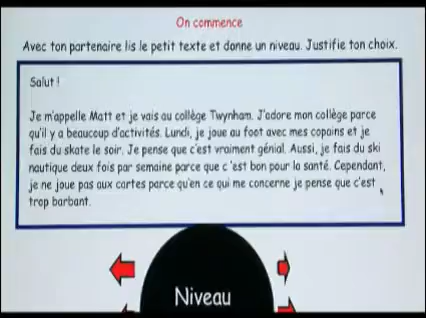 On commence
Avec ton partenaire lis le petit texte et donne un niveau. Justifie ton choix.
Salut !
Je m'appelle Matt et je vais au collège Twynham. J'adore mon collège parce
qu'il y a beaucoup d'activités. Lundi, je joue au foot avec mes copains et je
fais du skate le soir. Je pense que c'est vraiment génial. Aussi, je fais du ski
nautique deux fois par semaine parce que c 'est bon pour la santé. Cependant,
je ne joue pas aux cartes parce qu'en ce qui me concerne je pense que c'est
trop barbant.
Niveau